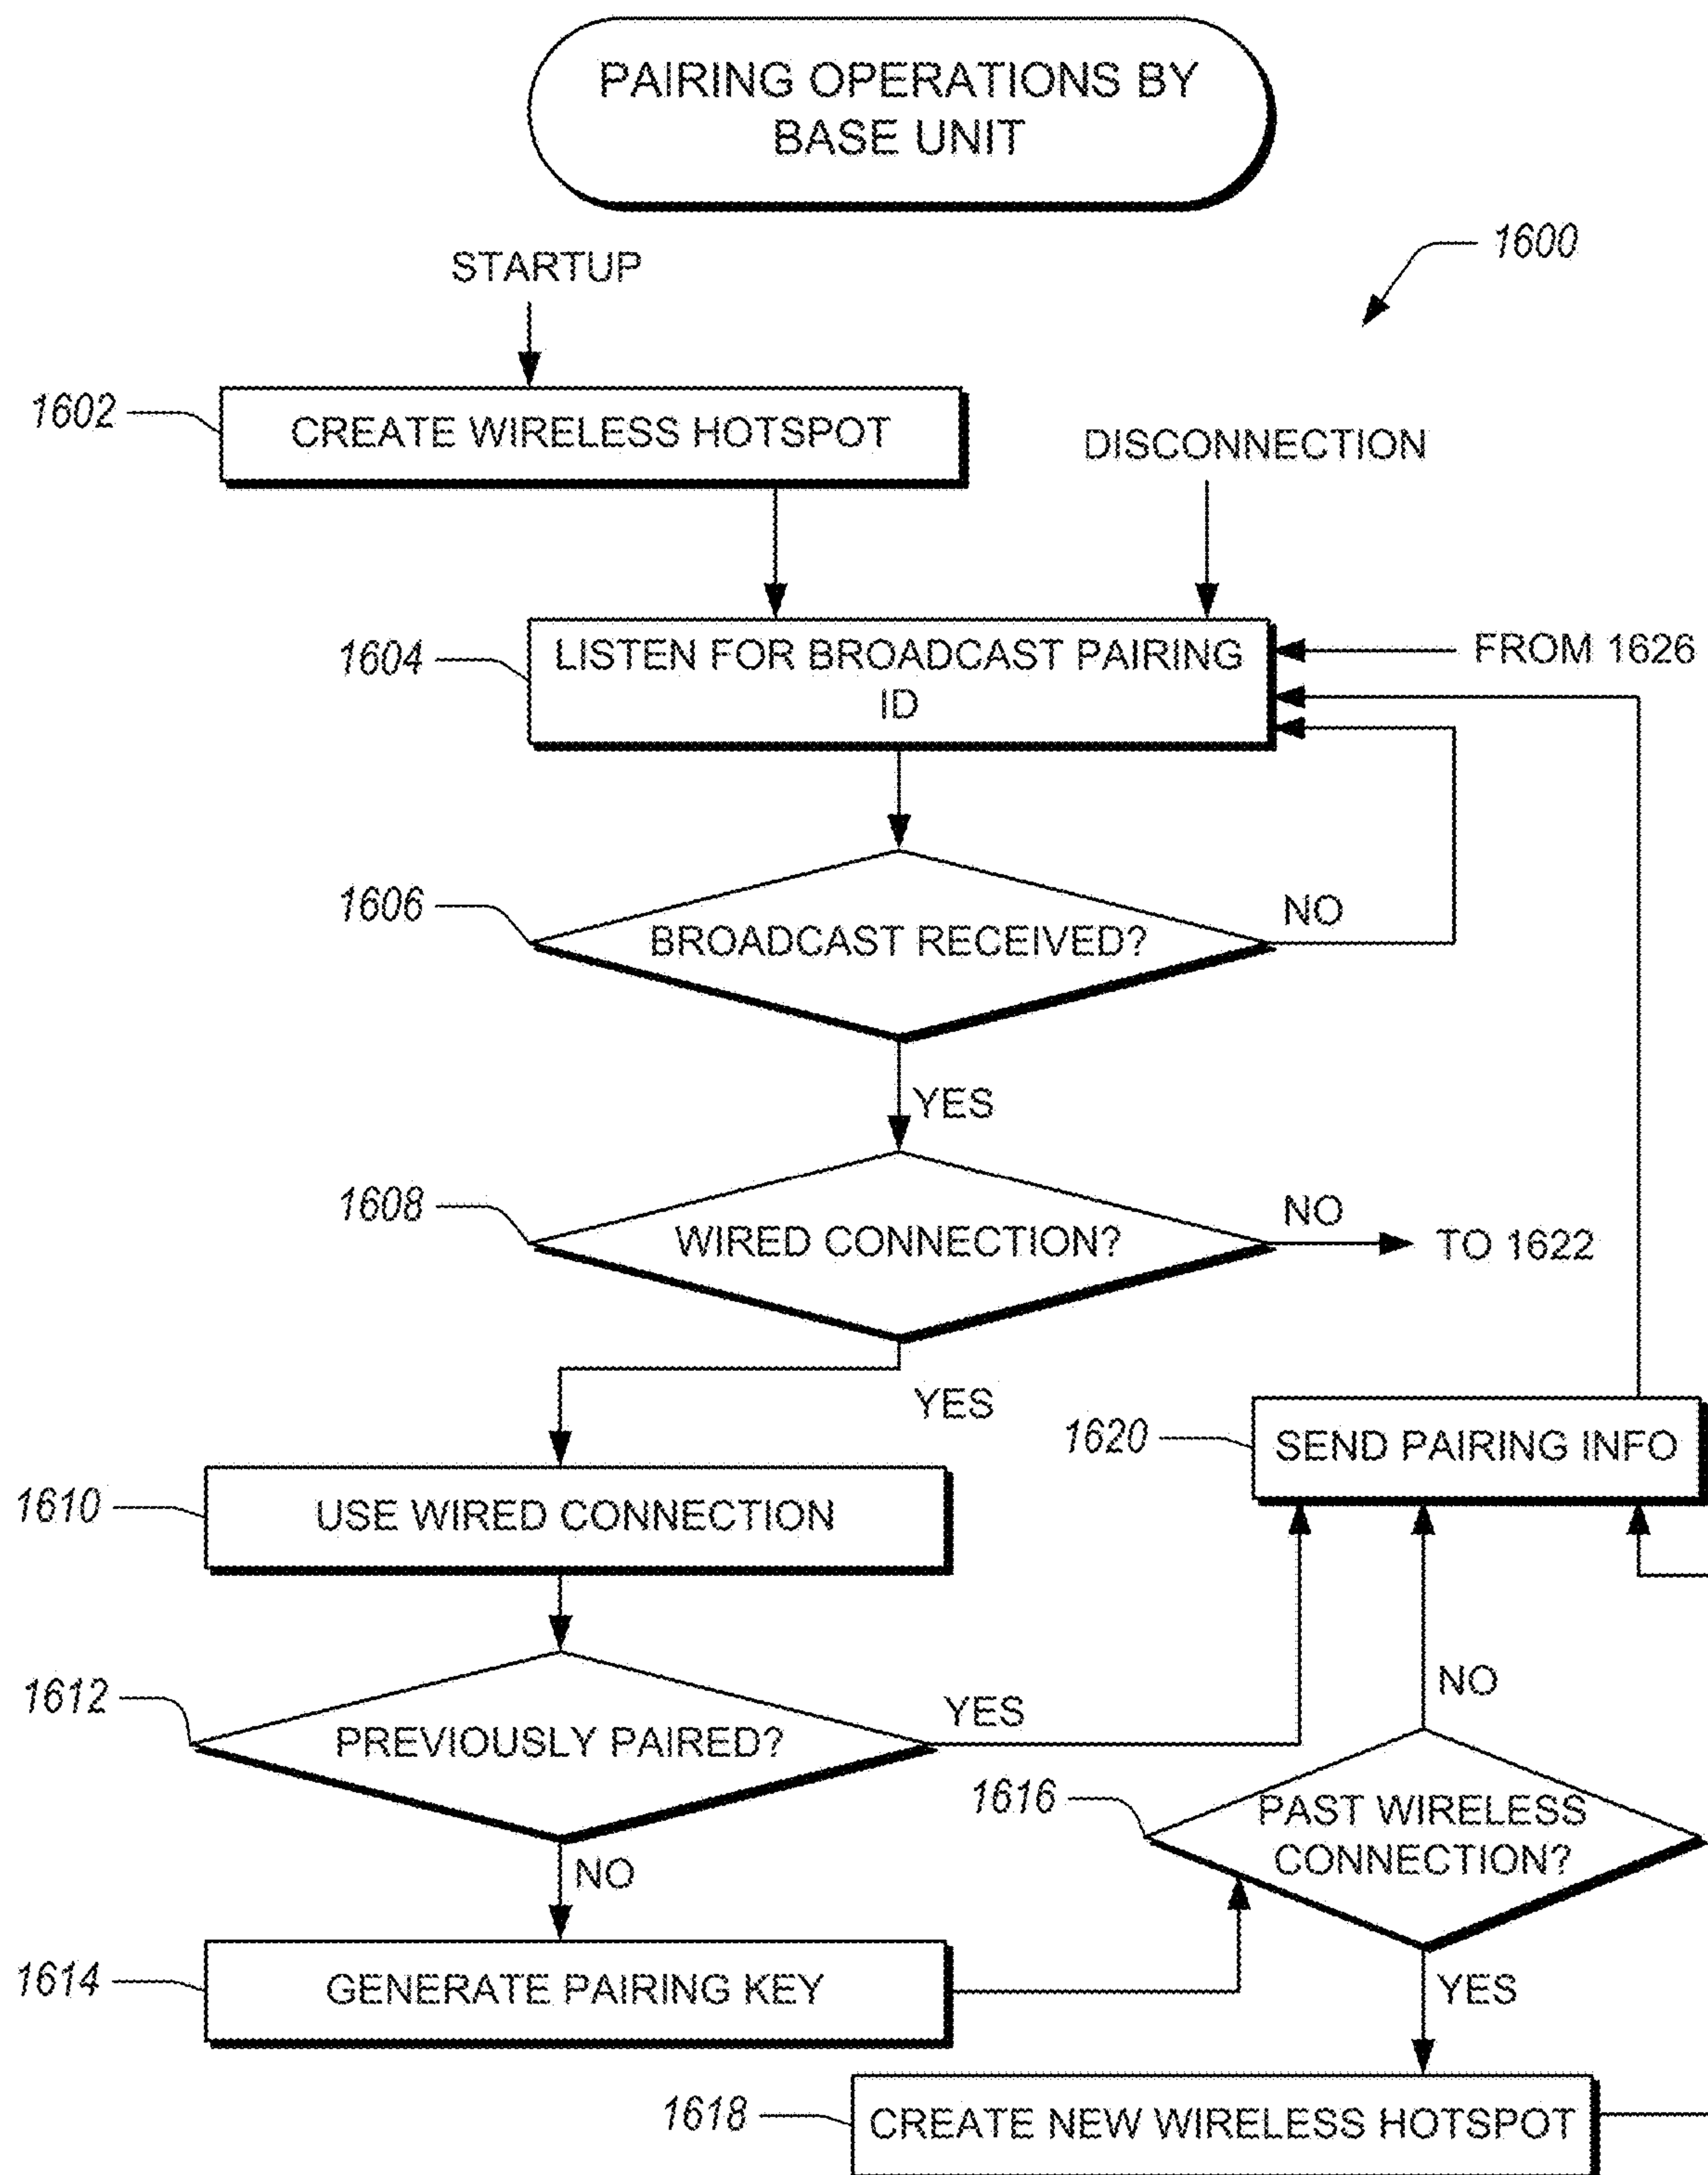 PAIRING OPERATIONS BY
BASE UNIT
1600
STARTUP
1602
CREATE WIRELESS HOTSPOT
DISCONNECTION
1604
LISTEN FOR BROADCAST PAIRING
ID
FROM 1626
1606
BROADCAST RECEIVED?
NO
YES
1608
WIRED CONNECTION?
NO
TO 1622
YES
1620
SEND PAIRING INFO
1610
USE WIRED CONNECTION
1612
PREVIOUSLY PAIRED?
YES
NO
NO
1616
PAST WIRELESS
CONNECTION?
1614
GENERATE PAIRING KEY
YES
1618
CREATE NEW WIRELESS HOTSPOT